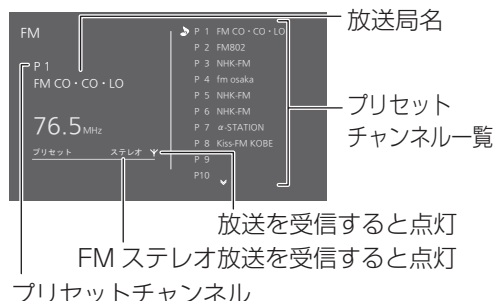 放送局名
FM
P 1
FM CO・CO・LO
76.5MHz
プリセット ステレオ
P 1 FM CO・CO・LO
P 2 FM802
P 3 NHK-FM
P 4 fm osaka
P 5 NHK-FM
P 6 NHK-FM
P 7 α-STATION
P 8 Kiss-FM KOBE
P 9
P10
プリセット
チャンネル一覧
放送を受信すると点灯
FM ステレオ放送を受信すると点灯
プリセットチャンネル